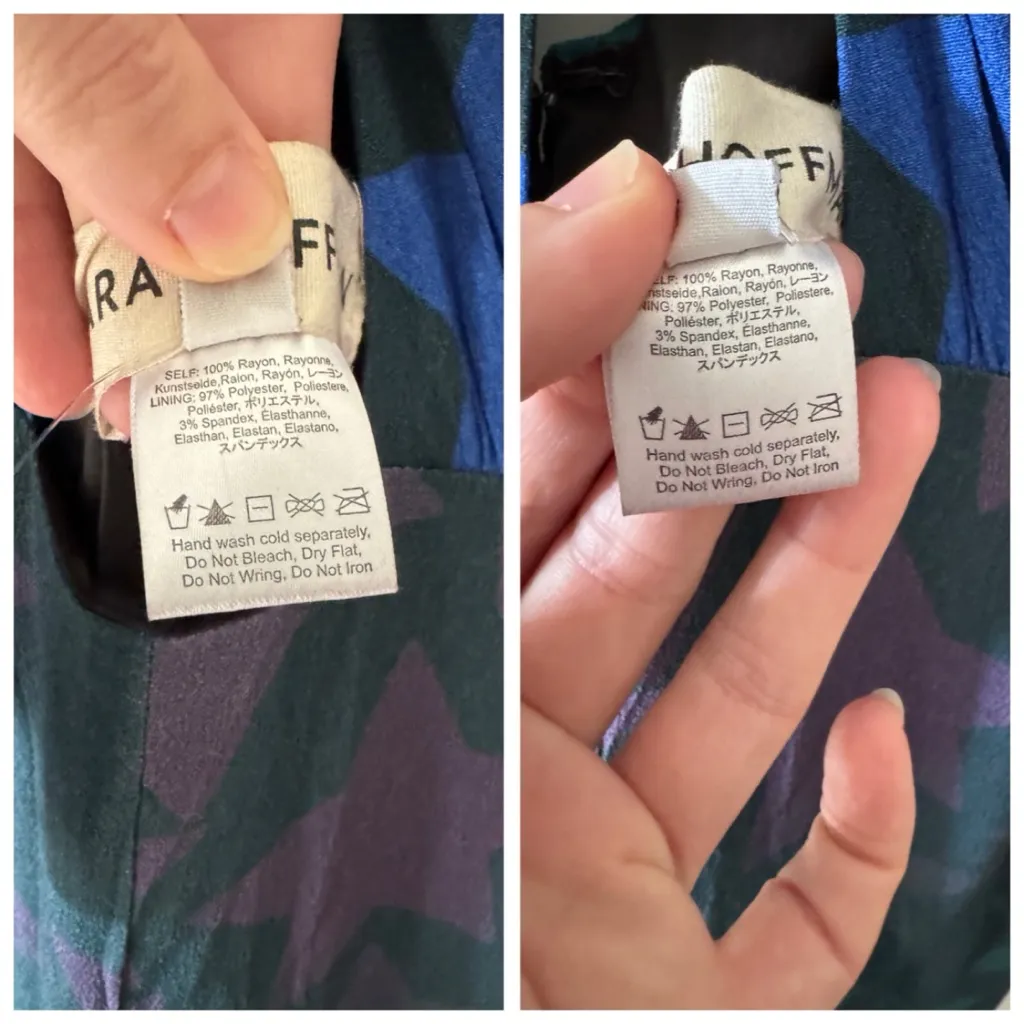 RA FF
SELF: 100% Rayon, Rayonne,
Kunstseide,Raion, Rayón, レーヨン
LINING: 97% Polyester, Poliestere,
Poliéster, ポリエステル,
3% Spandex, Élasthanne,
Elasthan, Elastan, Elastano,
スパンデックス
Hand wash cold separately,
Do Not Bleach, Dry Flat,
Do Not Wring, Do Not Iron
HOFFM
ELF: 100% Rayon, Rayonne,
nstseide,Raion, Rayón, レーヨン
NING: 97% Polyester, Poliestere,
Poliéster, ポリエステル,
3% Spandex, Élasthanne,
Elasthan, Elastan, Elastano,
スパンデックス
Hand wash cold separately,
Do Not Bleach, Dry Flat,
Do Not Wring, Do Not Iron